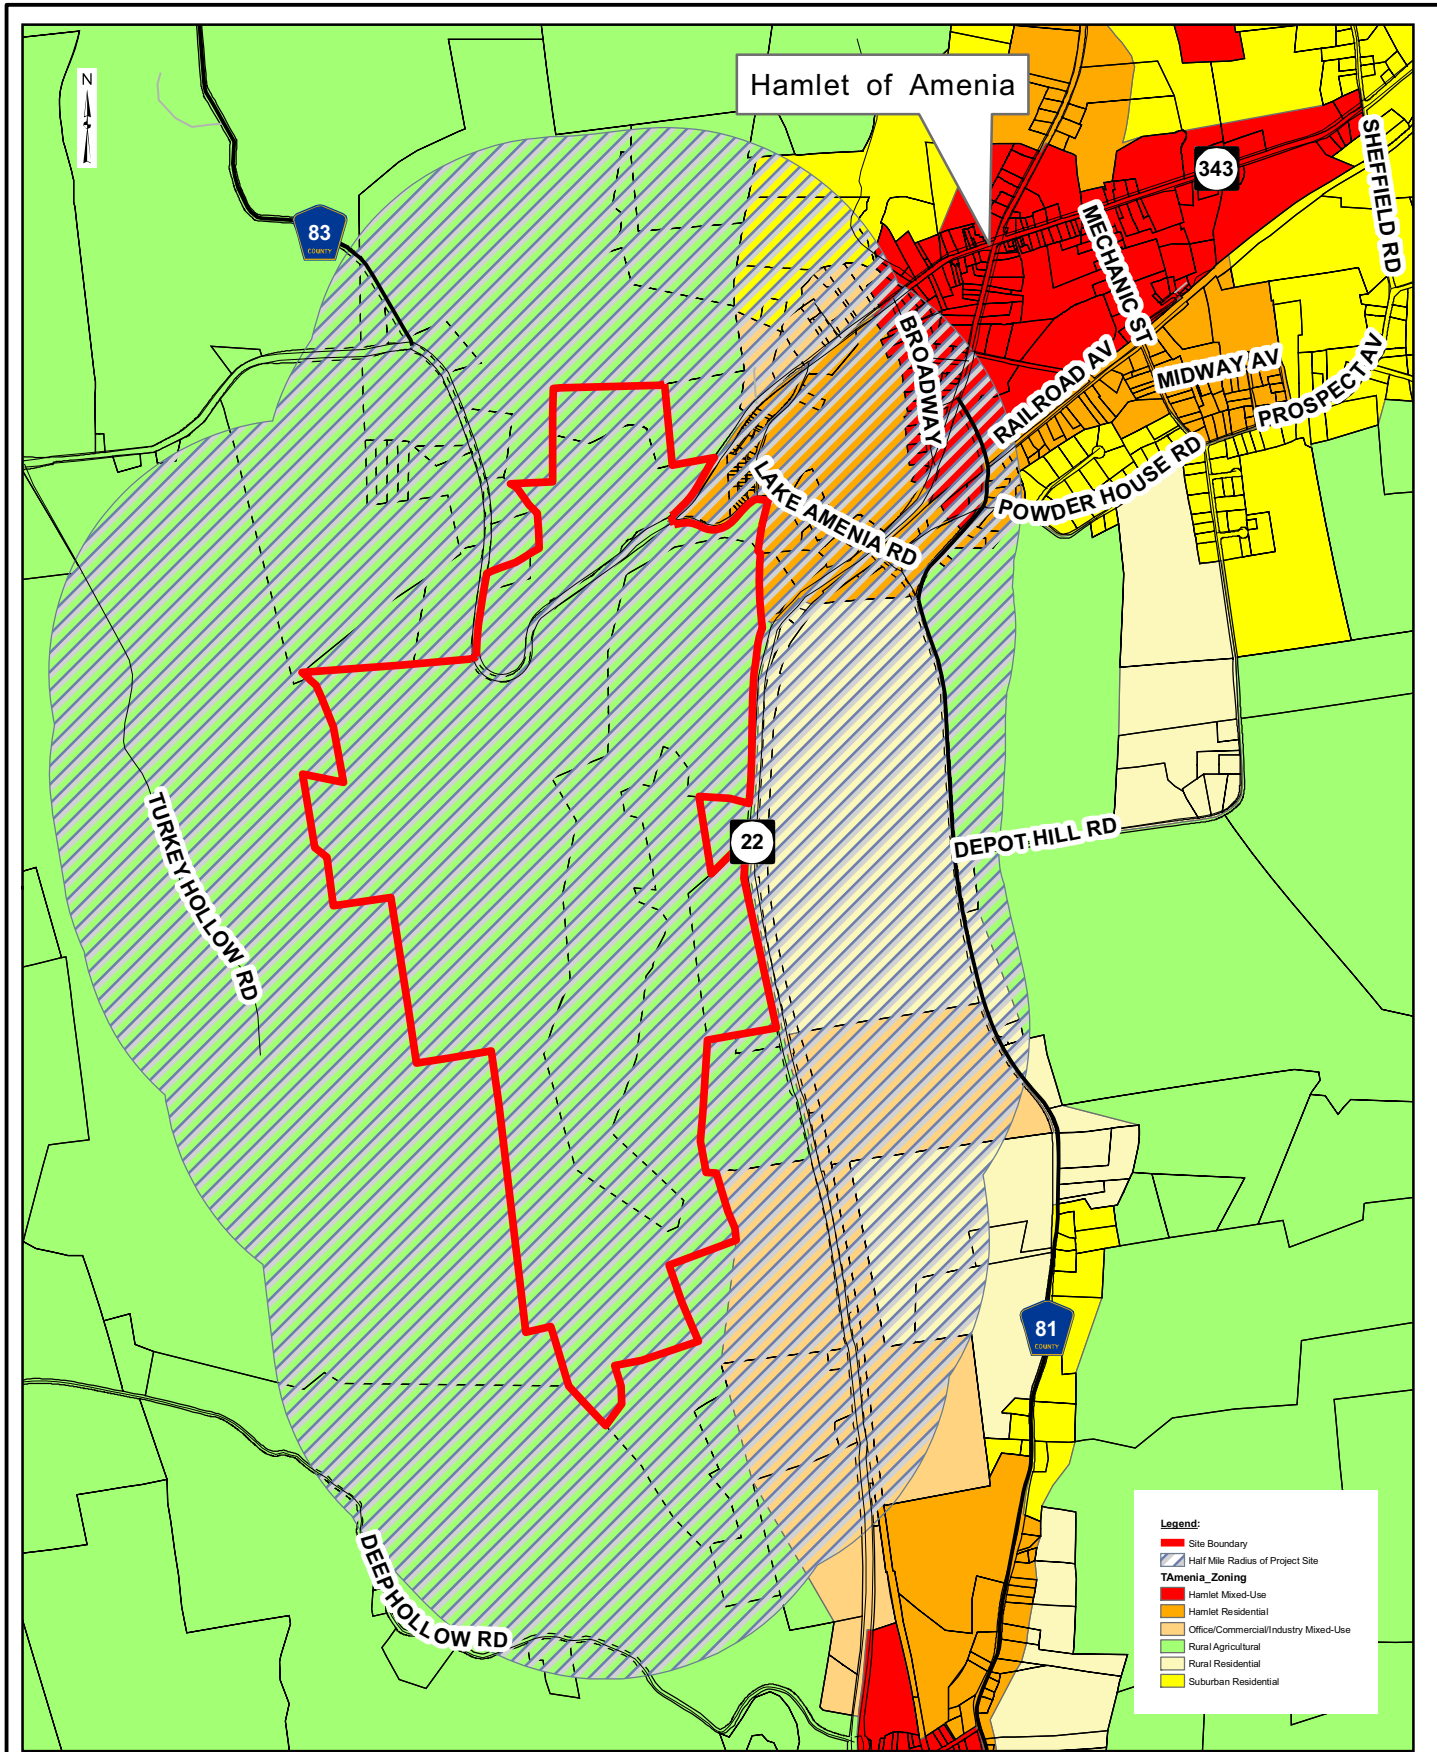 N
Hamlet of Amenia
343
SHEFFIELD RD
83
COUNTY
MECHANIC ST
BROADWAY
RAILROAD AV
MIDWAY AV
PROSPECT AV
POWDER HOUSE RD
LAKE AMENIA RD
22
DEPOT HILL RD
TURKEY HOLLOW RD
81
COUNTY
DEEP HOLLOW RD
Legend:
Site Boundary
Half Mile Radius of Project Site
TAmenia_Zoning
Hamlet Mixed-Use
Hamlet Residential
Office/Commercial/Industry Mixed-Use
Rural Agricultural
Rural Residential
Suburban Residential